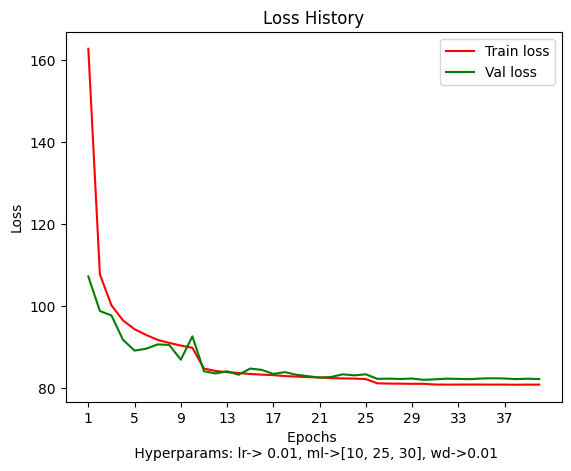 Loss History
Train loss
Val loss
Loss
160
140
120
100
80
1 5 9 13 17 21 25 29 33 37
Epochs
Hyperparams: lr-> 0.01, ml->[10, 25, 30], wd->0.01